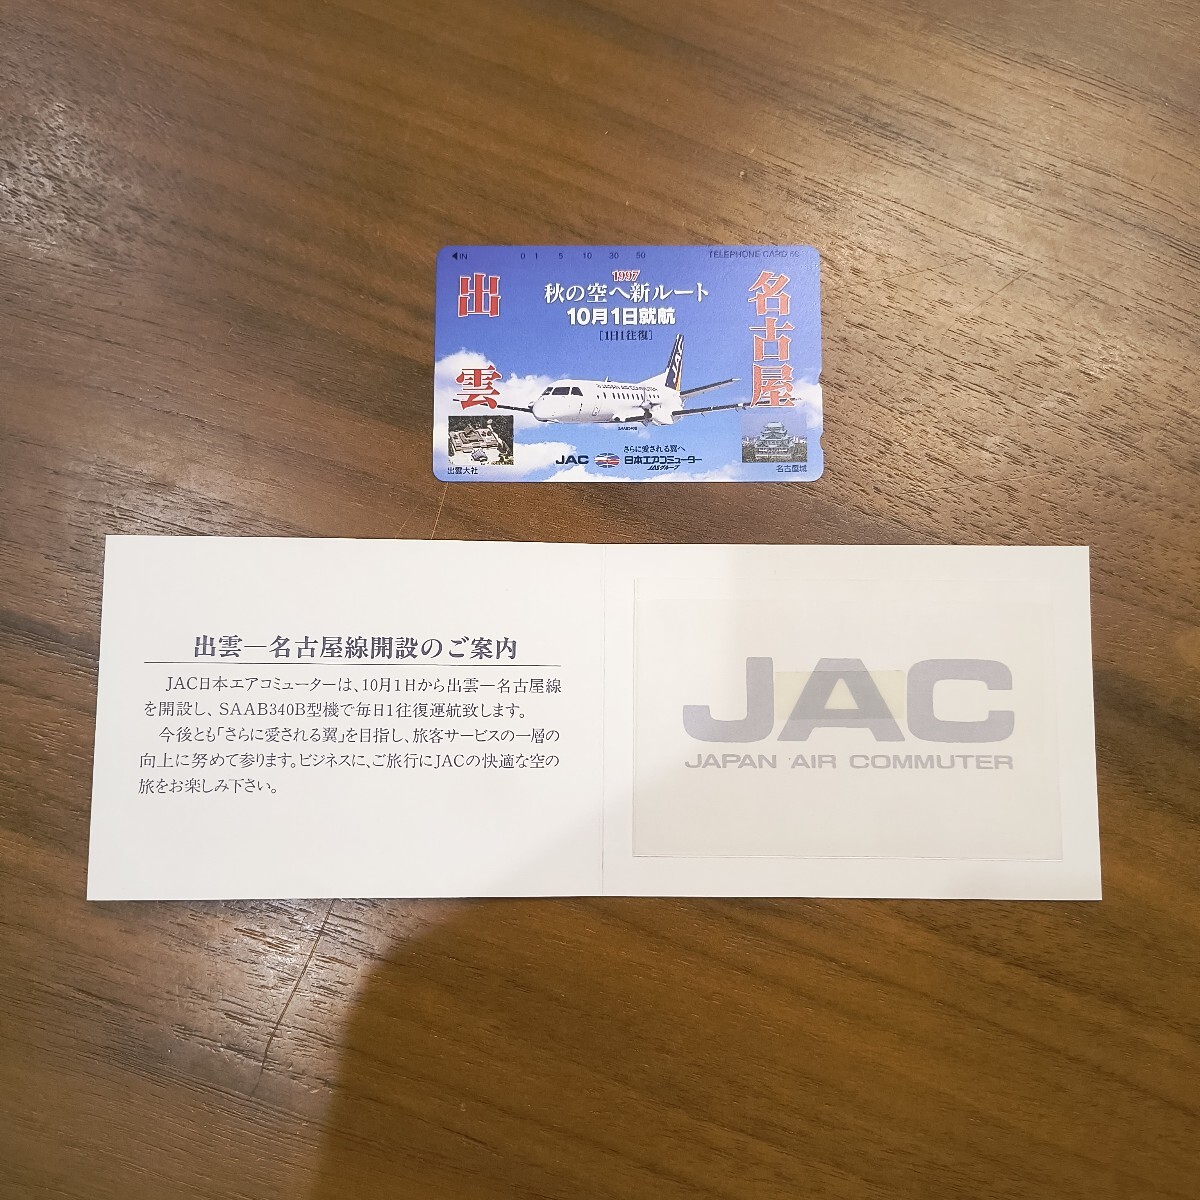 ◀IN 0 1 5 10 30 50 TELEPHONE CARD 50
出雲
名古屋
1997
秋の空へ新ルート
10月1日就航
[1日1往復]
JAPAN AIR COMMUTER
SAAB340B
出雲大社
さらに愛される翼へ
JAC 日本エアコミューター
JASグループ
名古屋城
出雲—名古屋線開設のご案内
JAC日本エアコミューターは、10月1日から出雲—名古屋線
を開設し、SAAB340B型機で毎日1往復運航致します。
今後とも「さらに愛される翼」を目指し、旅客サービスの一層の
向上に努めて参ります。ビジネスに、ご旅行にJACの快適な空の
旅をお楽しみ下さい。
JAC
JAPAN AIR COMMUTER